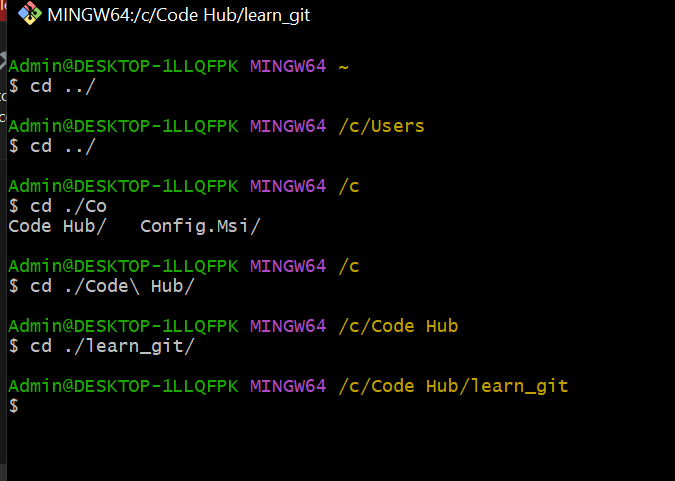 MINGW64:/c/Code Hub/learn_git
Admin@DESKTOP-1LLQFPK MINGW64 ~
$ cd ../
Admin@DESKTOP-1LLQFPK MINGW64 /c/Users
$ cd ../
Admin@DESKTOP-1LLQFPK MINGW64 /c
$ cd ./Co
Code Hub/   Config.Msi/
Admin@DESKTOP-1LLQFPK MINGW64 /c
$ cd ./Code\ Hub/
Admin@DESKTOP-1LLQFPK MINGW64 /c/Code Hub
$ cd ./learn_git/
Admin@DESKTOP-1LLQFPK MINGW64 /c/Code Hub/learn_git
$